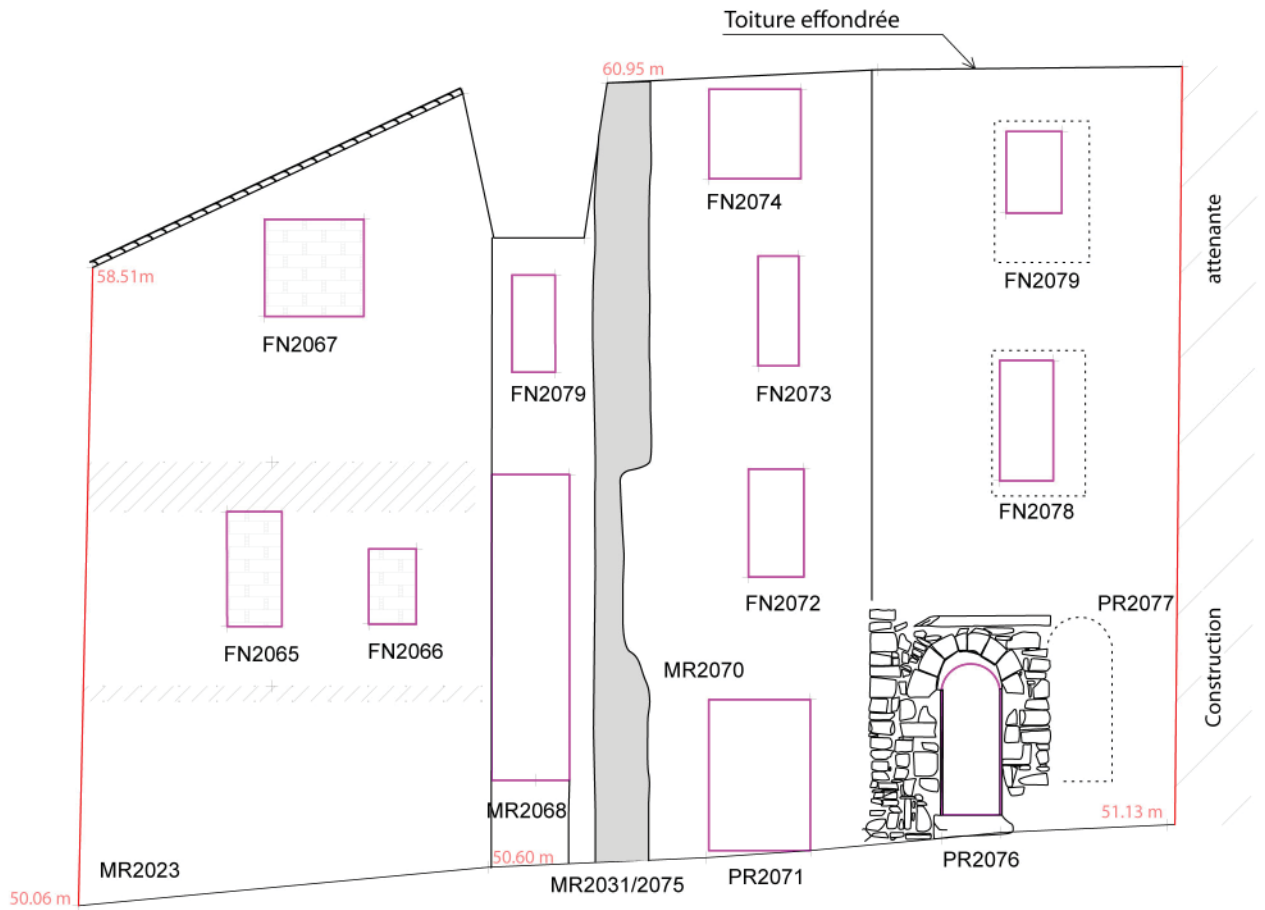 Toiture effondrée
60.95 m
58.51m
FN2074
FN2079
attenante
FN2067
FN2079
FN2073
FN2078
FN2072
PR2077
FN2065
FN2066
MR2070
Construction
MR2068
51.13 m
50.60 m
PR2076
MR2023
MR2031/2075
PR2071
50.06 m